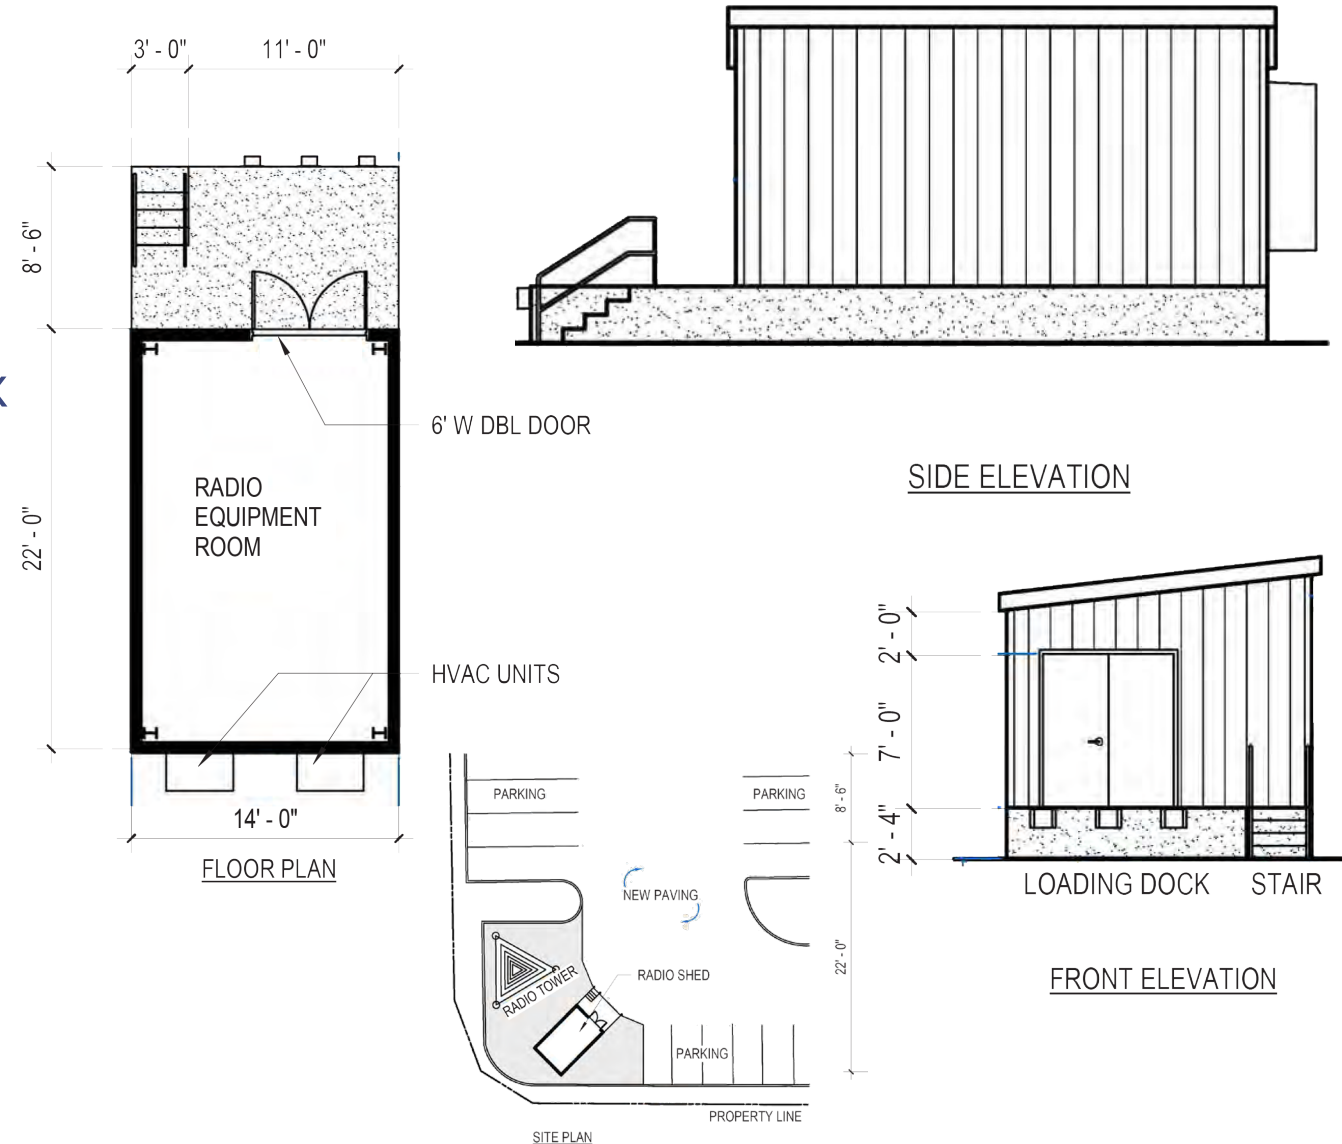 3' - 0"
11' - 0"
8' - 6"
22' - 0"
6' W DBL DOOR
RADIO
EQUIPMENT
ROOM
HVAC UNITS
14' - 0"
FLOOR PLAN
SIDE ELEVATION
2' - 0"
7' - 0"
2' - 4"
LOADING DOCK
STAIR
FRONT ELEVATION
PARKING
PARKING
8' - 6"
NEW PAVING
22' - 0"
RADIO SHED
RADIO TOWER
PARKING
PROPERTY LINE
SITE PLAN